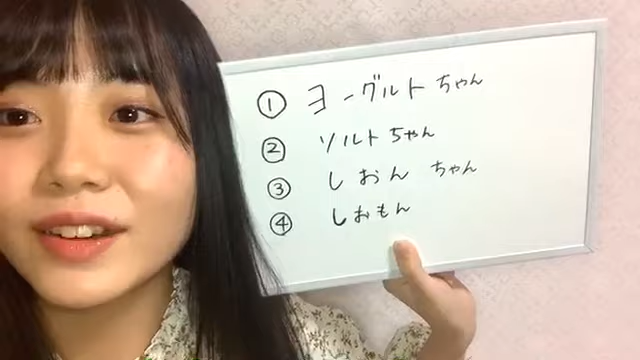 ① ヨーグルトちゃん
② ソルトちゃん
③ しおん ちゃん
④ しおもん